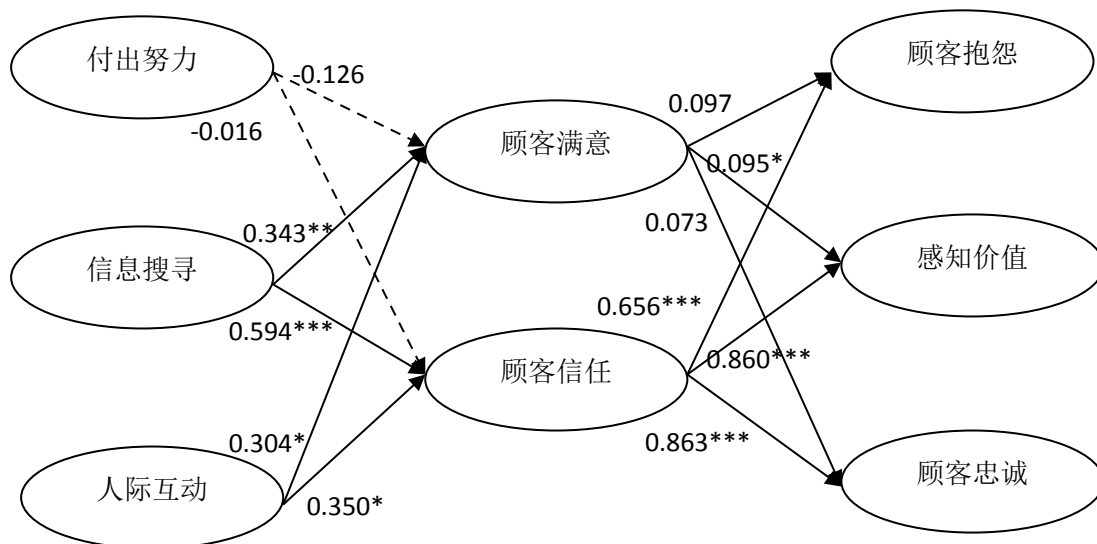 付出努力
顾客抱怨
-0.126
0.097
-0.016
顾客满意
0.095*
0.073
0.343**
信息搜寻
感知价值
0.656***
0.594***
0.860***
顾客信任
0.304*
0.863***
人际互动
0.350*
顾客忠诚